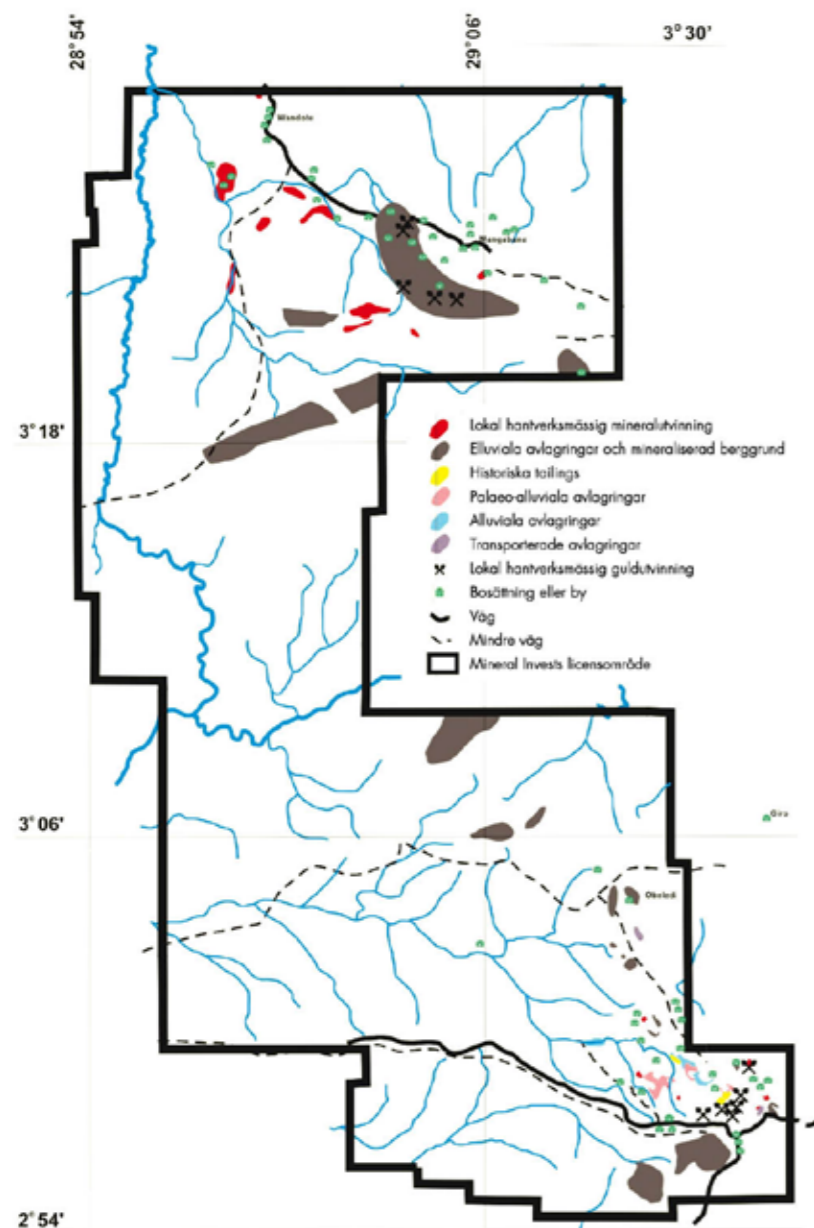 28°54'
29°06'
3°30'
Wandale
3°18'
Lokal hantverksmässig mineralutvinning
Elluviala avlagringar och mineraliserad berggrund
Historiska tailings
Palaeo-alluviala avlagringar
Alluviala avlagringar
Transporterade avlagringar
Lokal hantverksmässig guldutvinning
Bosättning eller by
Väg
Mindre väg
Mineral Invests licensområde
3°06'
Gira
2°54'